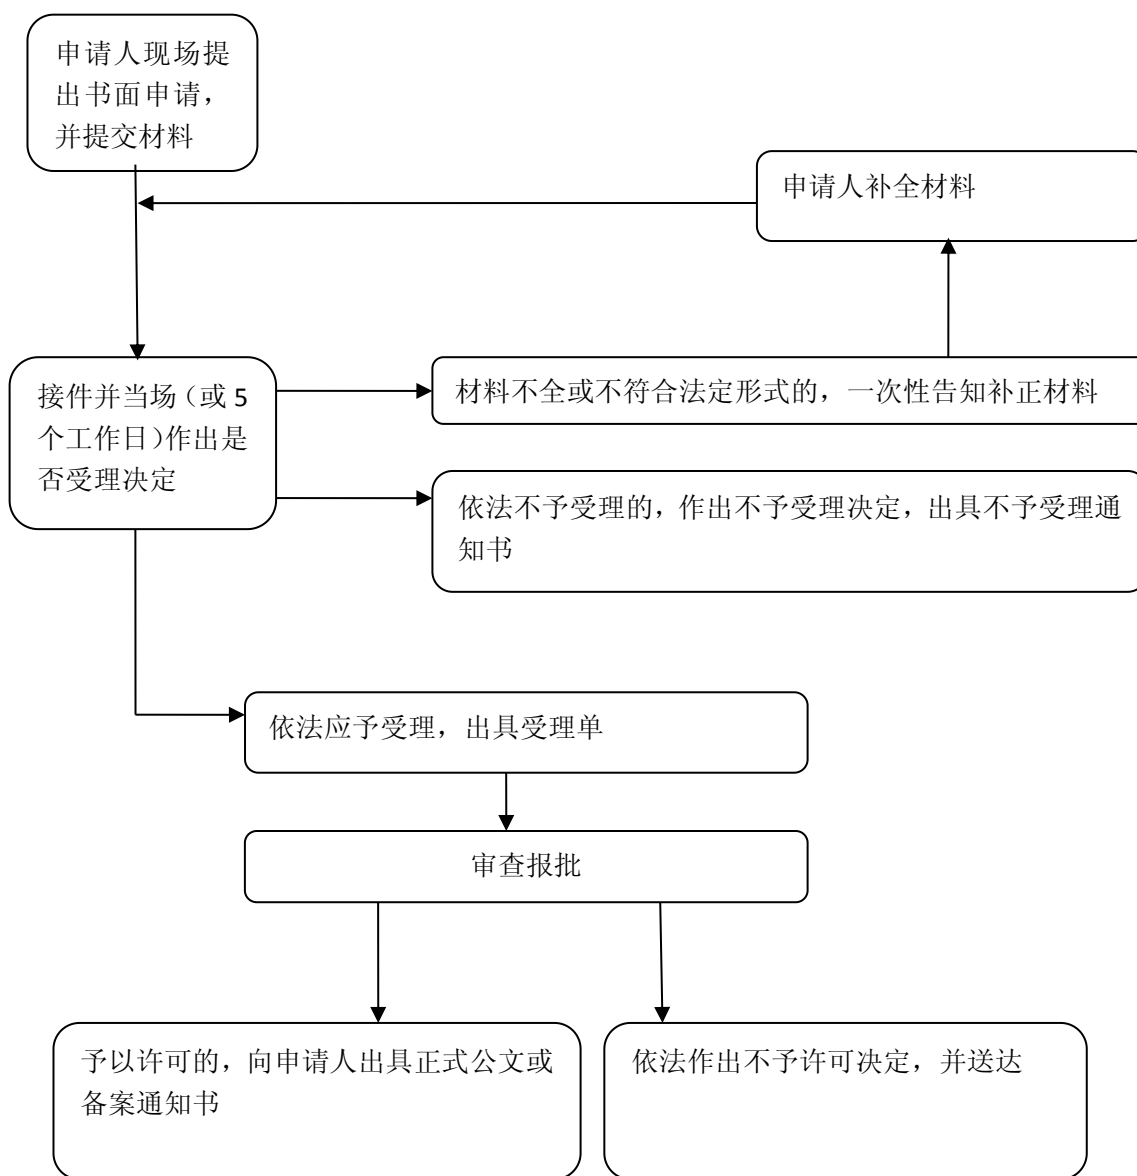 申请人现场提
出书面申请，
并提交材料
申请人补全材料
接件并当场（或 5
个工作日）作出是
否受理决定
材料不全或不符合法定形式的，一次性告知补正材料
依法不予受理的，作出不予受理决定，出具不予受理通
知书
依法应予受理，出具受理单
审查报批
予以许可的，向申请人出具正式公文或
备案通知书
依法作出不予许可决定，并送达